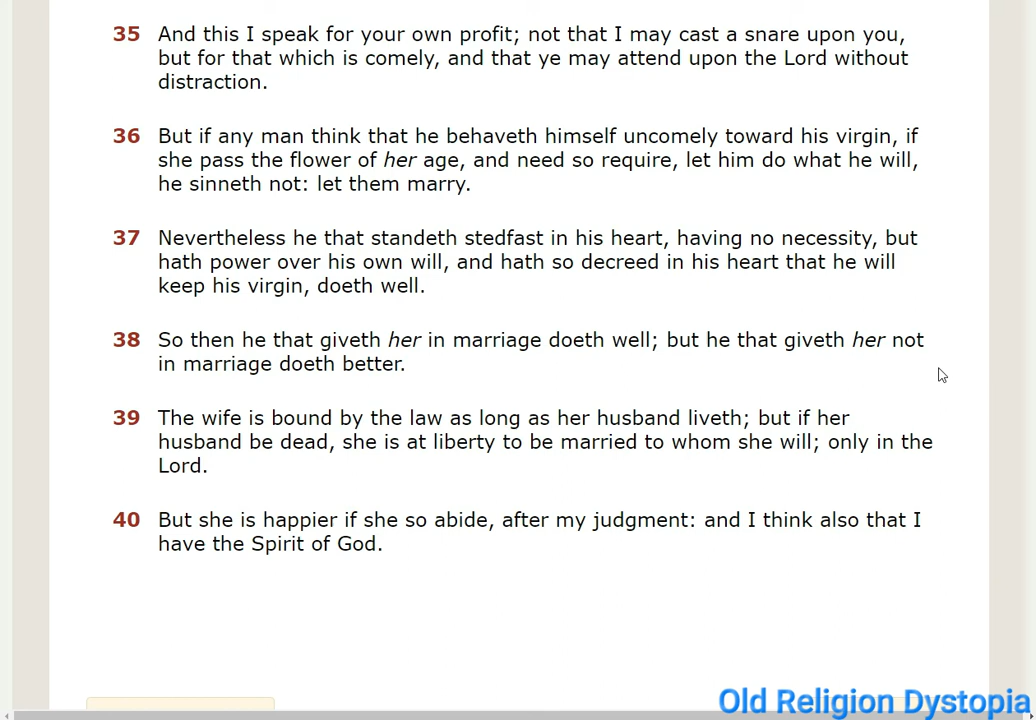 35 And this I speak for your own profit; not that I may cast a snare upon you,
but for that which is comely, and that ye may attend upon the Lord without
distraction.
36 But if any man think that he behaveth himself uncomely toward his virgin, if
she pass the flower of her age, and need so require, let him do what he will,
he sinneth not: let them marry.
37 Nevertheless he that standeth stedfast in his heart, having no necessity, but
hath power over his own will, and hath so decreed in his heart that he will
keep his virgin, doeth well.
38 So then he that giveth her in marriage doeth well; but he that giveth her not
in marriage doeth better.
39 The wife is bound by the law as long as her husband liveth; but if her
husband be dead, she is at liberty to be married to whom she will; only in the
Lord.
40 But she is happier if she so abide, after my judgment: and I think also that I
have the Spirit of God.
Old Religion Dystopia